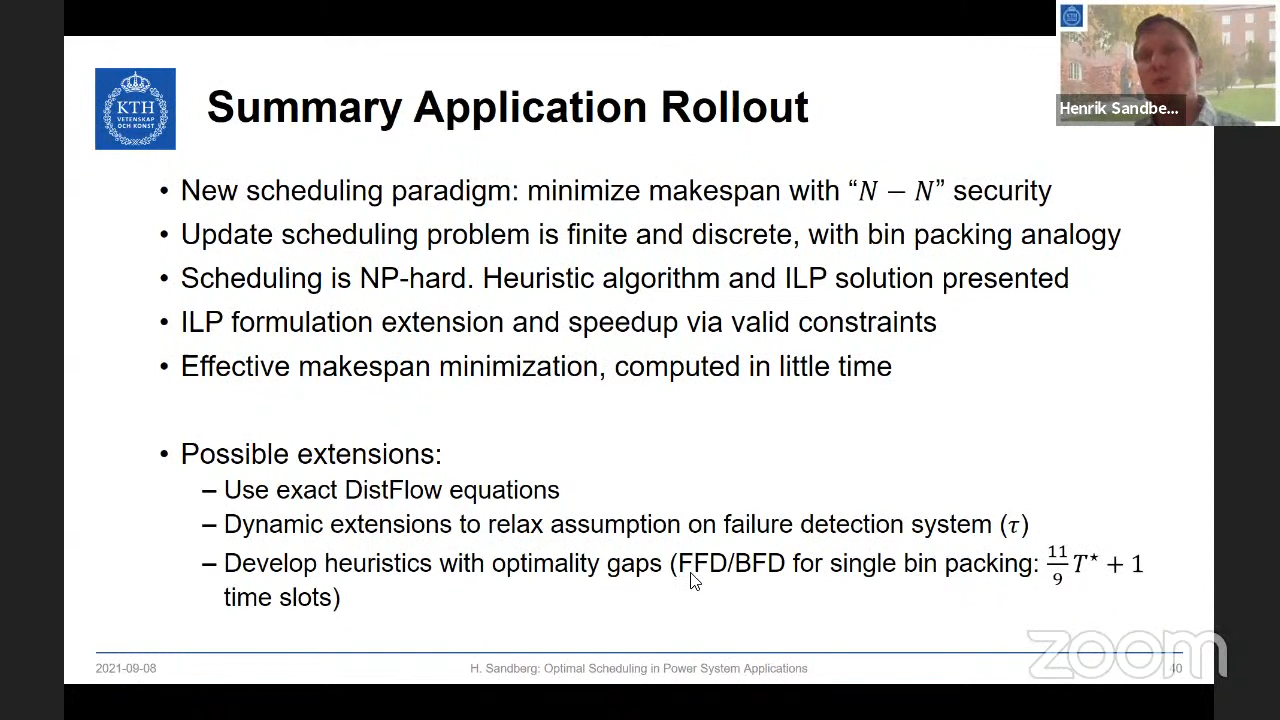 KTH
VETENSKAP
OCH KONST
Summary Application Rollout
KTH
Henrik Sandbe...
• New scheduling paradigm: minimize makespan with “N − N” security
• Update scheduling problem is finite and discrete, with bin packing analogy
• Scheduling is NP-hard. Heuristic algorithm and ILP solution presented
• ILP formulation extension and speedup via valid constraints
• Effective makespan minimization, computed in little time
• Possible extensions:
– Use exact DistFlow equations
– Dynamic extensions to relax assumption on failure detection system (τ)
– Develop heuristics with optimality gaps (FFD/BFD for single bin packing: 11/9 T⋆ + 1
time slots)
2021-09-08
H. Sandberg: Optimal Scheduling in Power System Applications
40
zoom